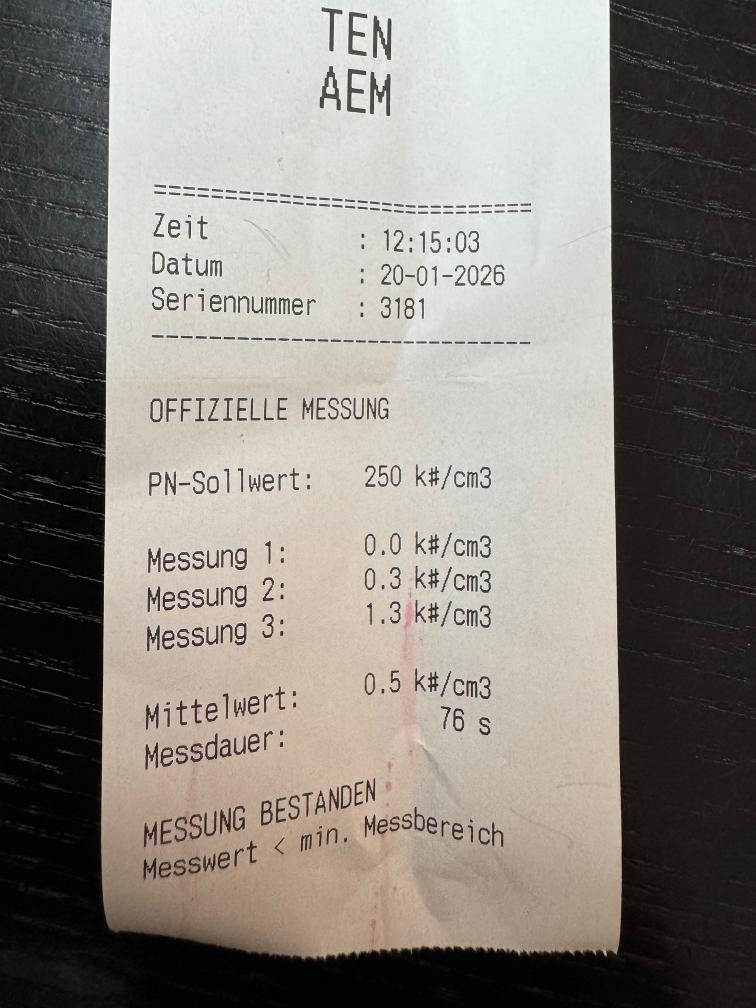 TEN
AEM
===========================
Zeit : 12:15:03
Datum : 20-01-2026
Seriennummer : 3181
---------------------------
OFFIZIELLE MESSUNG
PN-Sollwert: 250 k#/cm3
Messung 1: 0.0 k#/cm3
Messung 2: 0.3 k#/cm3
Messung 3: 1.3 k#/cm3
Mittelwert: 0.5 k#/cm3
Messdauer: 76 s
MESSUNG BESTANDEN
Messwert < min. Messbereich